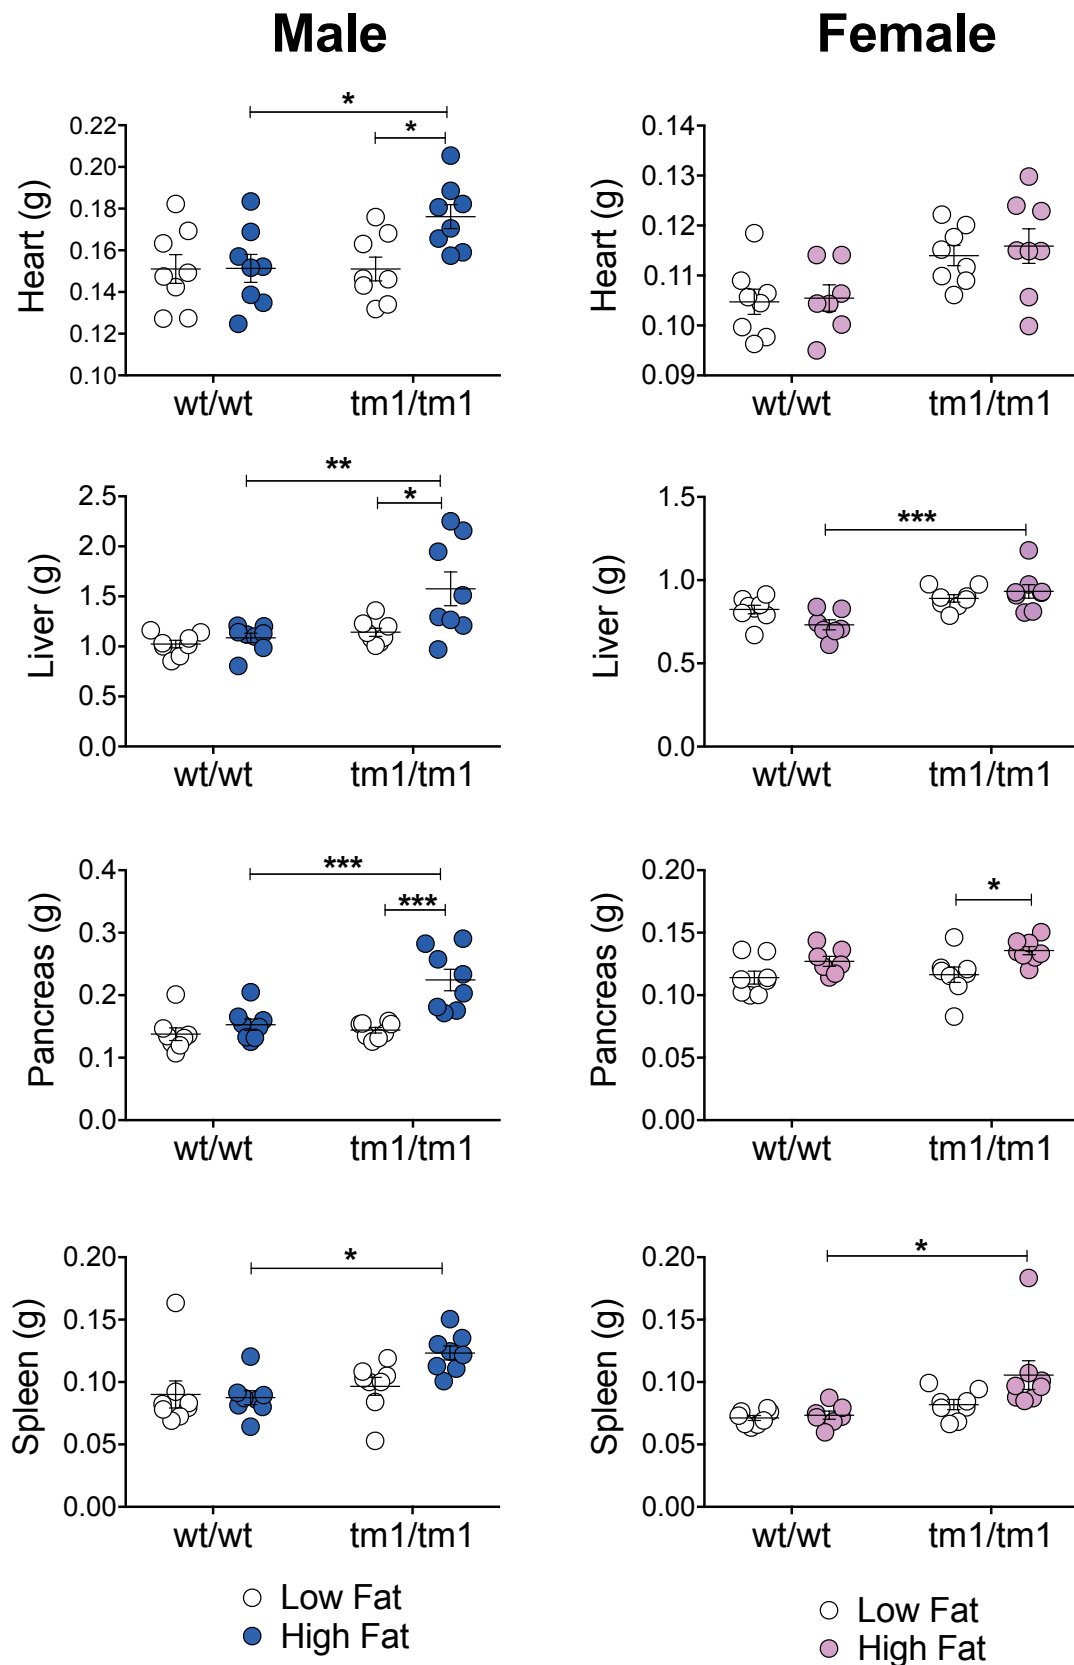 Male Female
* *
* 
0.22 0.14
0.20 0.13
0.18 0.12
0.16 0.11
0.14 0.10
0.12 0.09
0.10
Heart (g) Heart (g)
wt/wt tm1/tm1 wt/wt tm1/tm1
** ***
*
2.5 1.5
2.0 1.0
1.5 0.5
1.0 0.0
0.5
0.0
Liver (g) Liver (g)
wt/wt tm1/tm1 wt/wt tm1/tm1
*** *
***
0.4 0.20
0.3 0.15
0.2 0.10
0.1 0.05
0.0 0.00
Pancreas (g) Pancreas (g)
wt/wt tm1/tm1 wt/wt tm1/tm1
* *
0.20 0.20
0.15 0.15
0.10 0.10
0.05 0.05
0.00 0.00
Spleen (g) Spleen (g)
wt/wt tm1/tm1 wt/wt tm1/tm1
Low Fat Low Fat
High Fat High Fat